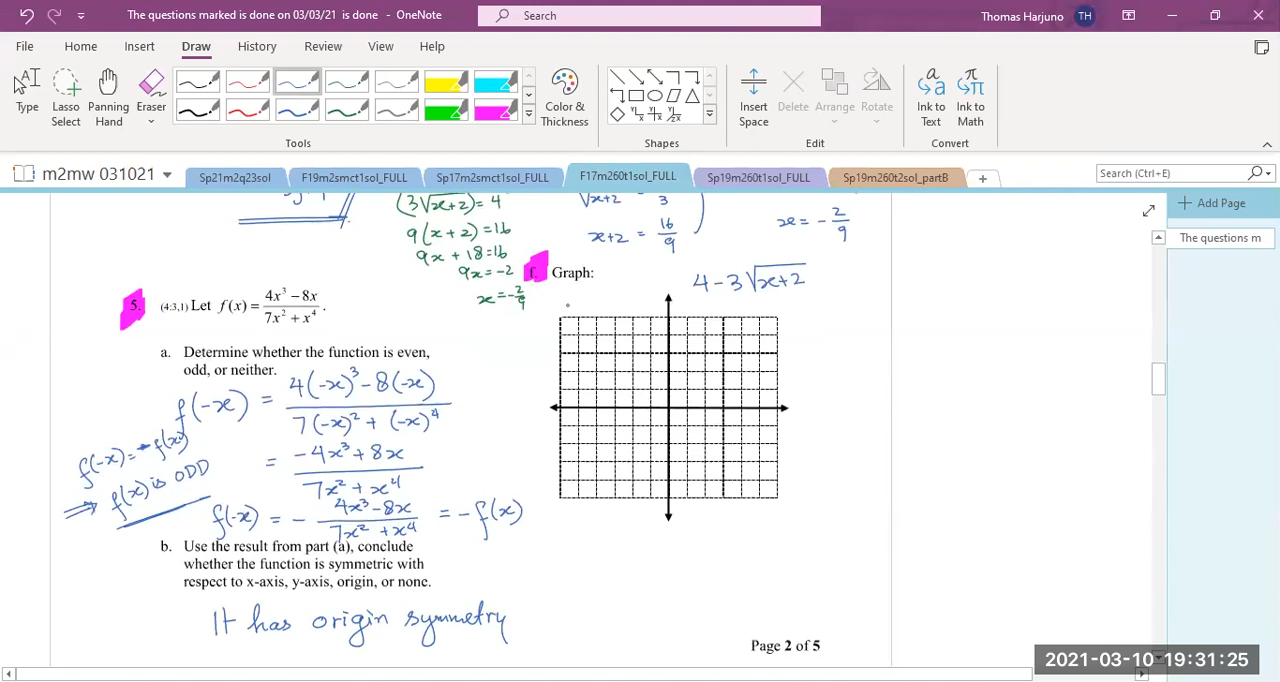 The questions marked is done on 03/03/21 is done - OneNote
Search
Thomas Harjuno
TH
File Home Insert Draw History Review View Help
Type
Lasso Select
Panning Hand
Eraser
Color & Thickness
Insert Space
Delete
Arrange
Rotate
Ink to Text
Ink to Math
Tools
Shapes
Edit
Convert
m2mw 031021
Sp21m2q23sol
F19m2smct1sol_FULL
Sp17m2smct1sol_FULL
F17m260t1sol_FULL
Sp19m260t1sol_FULL
Sp19m260t2sol_partB
Search (Ctrl+E)
Add Page
The questions m
(3√x+2) = 4
9(x+2) = 16
9x + 18 = 16
9x = -2
x = -2/9
√x+2 = 3
x+2 = 16/9
x = -2/9
f. Graph:
4 - 3√x+2
5. (4:3,1) Let f(x) = (4x³ - 8x)/(7x² + x⁴).
a. Determine whether the function is even,
odd, or neither.
f(-x) = (4(-x)³ - 8(-x))/(7(-x)² + (-x)⁴)
= (-4x³ + 8x)/(7x² + x⁴)
f(-x) = - (4x³ - 8x)/(7x² + x⁴) = -f(x)
f(-x) = -f(x)
⇒ f(x) is ODD
b. Use the result from part (a), conclude
whether the function is symmetric with
respect to x-axis, y-axis, origin, or none.
It has origin symmetry
Page 2 of 5
2021-03-10 19:31:25